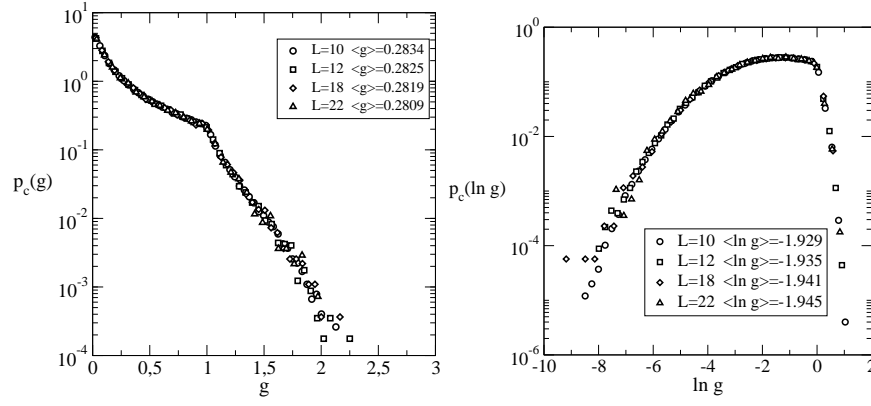 10^1
10^0
10^-1
10^-2
10^-3
10^-4
p_c(g)
0 0,5 1 1,5 2 2,5 3
g
L=10 <g>=0.2834
L=12 <g>=0.2825
L=18 <g>=0.2819
L=22 <g>=0.2809
10^0
10^-2
10^-4
10^-6
p_c(ln g)
-10 -8 -6 -4 -2 0 2
ln g
L=10 <ln g>=-1.929
L=12 <ln g>=-1.935
L=18 <ln g>=-1.941
L=22 <ln g>=-1.945